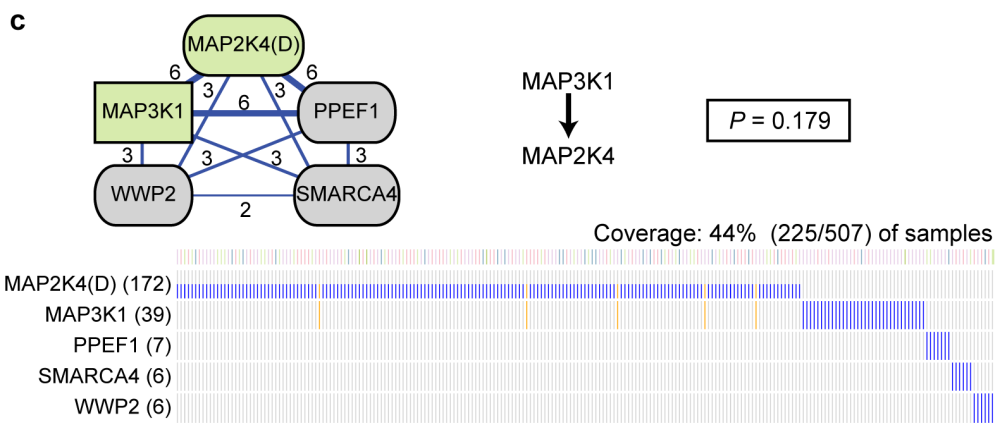 c
MAP2K4(D)
6
3
3
6
MAP3K1
6
PPEF1
3
3
3
3
WWP2
SMARCA4
2
MAP3K1
MAP2K4
P = 0.179
Coverage: 44% (225/507) of samples
MAP2K4(D) (172)
MAP3K1 (39)
PPEF1 (7)
SMARCA4 (6)
WWP2 (6)